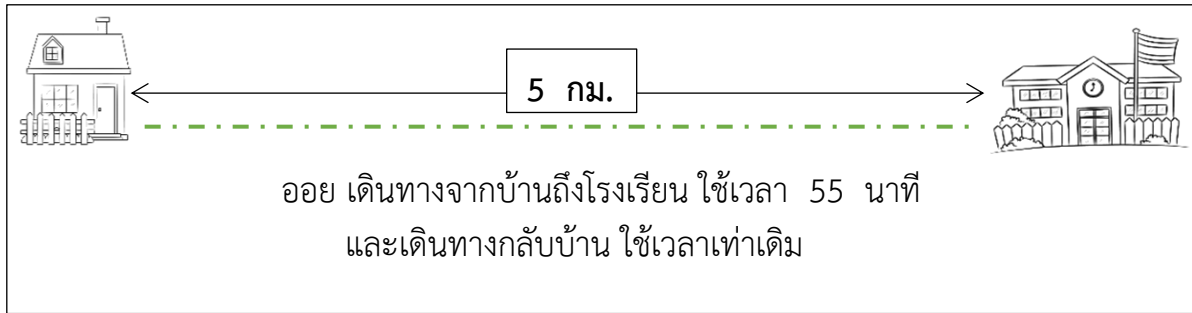 5 กม.
ออย เดินทางจากบ้านถึงโรงเรียน ใช้เวลา 55 นาที
และเดินทางกลับบ้าน ใช้เวลาเท่าเดิม